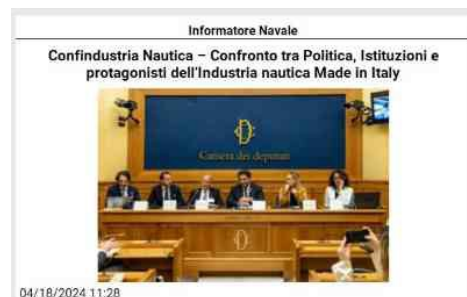 Informatore Navale
Confindustria Nautica – Confronto tra Politica, Istituzioni e
protagonisti dell'Industria nautica Made in Italy
Camera dei deputati
04/18/2024 11:28